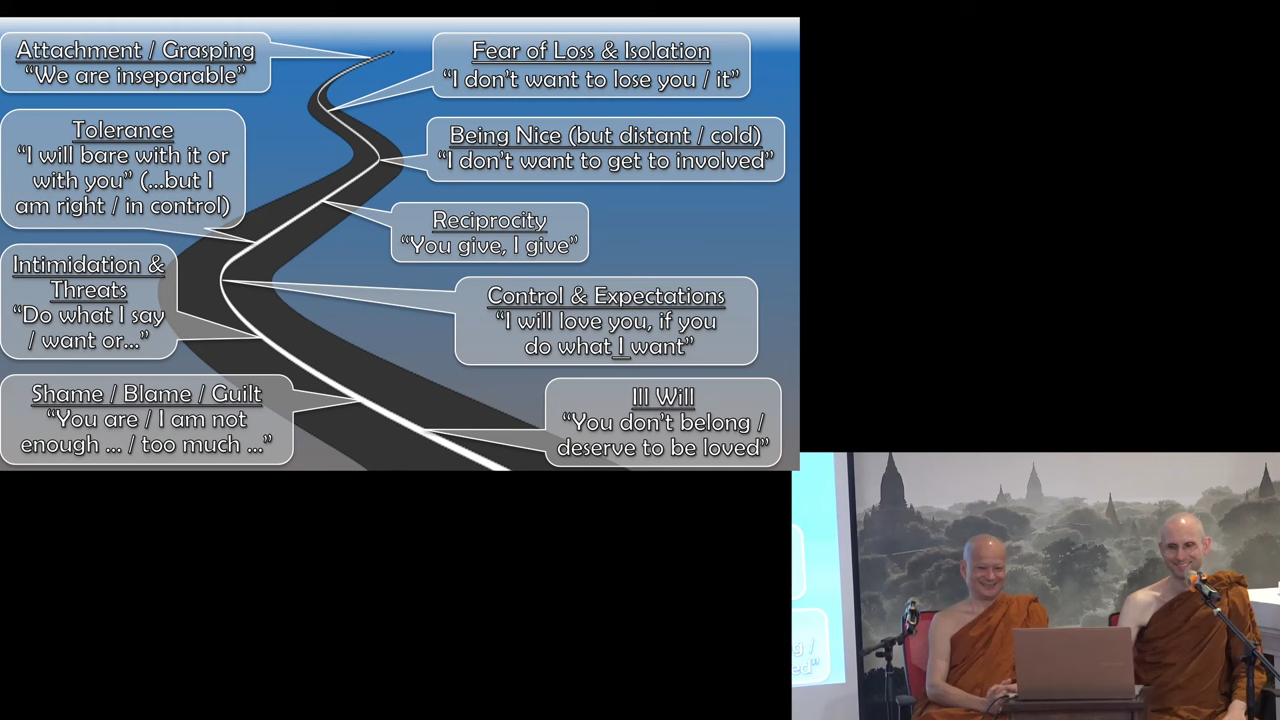 Attachment / Grasping
“We are inseparable”
Fear of Loss & Isolation
“I don’t want to lose you / it”
Tolerance
“I will bare with it or
with you” (...but I
am right / in control)
Being Nice (but distant / cold)
“I don’t want to get to involved”
Reciprocity
“You give, I give”
Intimidation &
Threats
“Do what I say
/ want or...”
Control & Expectations
“I will love you, if you
do what I want”
Shame / Blame / Guilt
“You are / I am not
enough ... / too much ...”
Ill Will
“You don’t belong /
deserve to be loved”
/
ed”